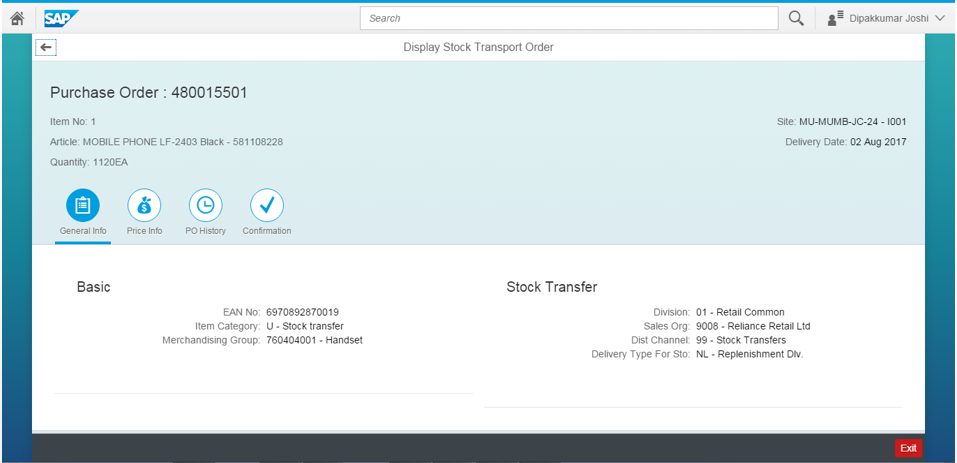 SAP
Search
Dipakkumar Joshi
Display Stock Transport Order
Purchase Order : 480015501
Item No: 1
Site: MU-MUMB-JC-24 - I001
Article: MOBILE PHONE LF-2403 Black - 581108228
Delivery Date: 02 Aug 2017
Quantity: 1120EA
General Info
Price Info
PO History
Confirmation
Basic
EAN No: 6970892870019
Item Category: U - Stock transfer
Merchandising Group: 760404001 - Handset
Stock Transfer
Division: 01 - Retail Common
Sales Org: 9008 - Reliance Retail Ltd
Dist Channel: 99 - Stock Transfers
Delivery Type For Sto: NL - Replenishment Dlv.
Exit